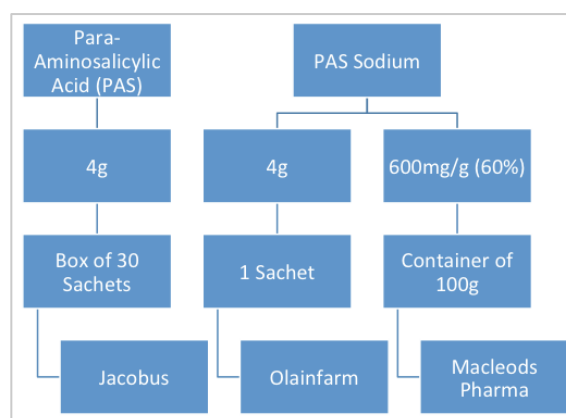 Para-
Aminosalicylic
Acid (PAS)
PAS Sodium
4g
4g
600mg/g (60%)
Box of 30
Sachets
1 Sachet
Container of
100g
Jacobus
Olainfarm
Macleods
Pharma